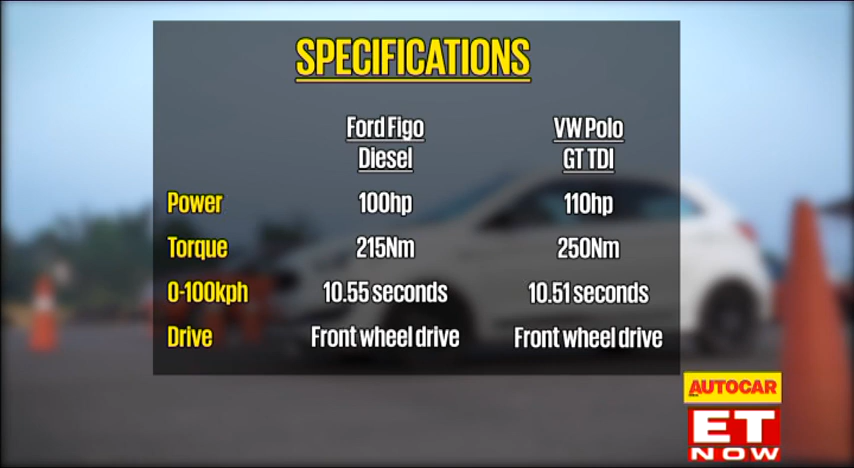 SPECIFICATIONS
Ford Figo VW Polo
Diesel GT TDI
Power 100hp 110hp
Torque 215Nm 250Nm
0-100kph 10.55 seconds 10.51 seconds
Drive Front wheel drive Front wheel drive
AUTOCAR
ET
NOW